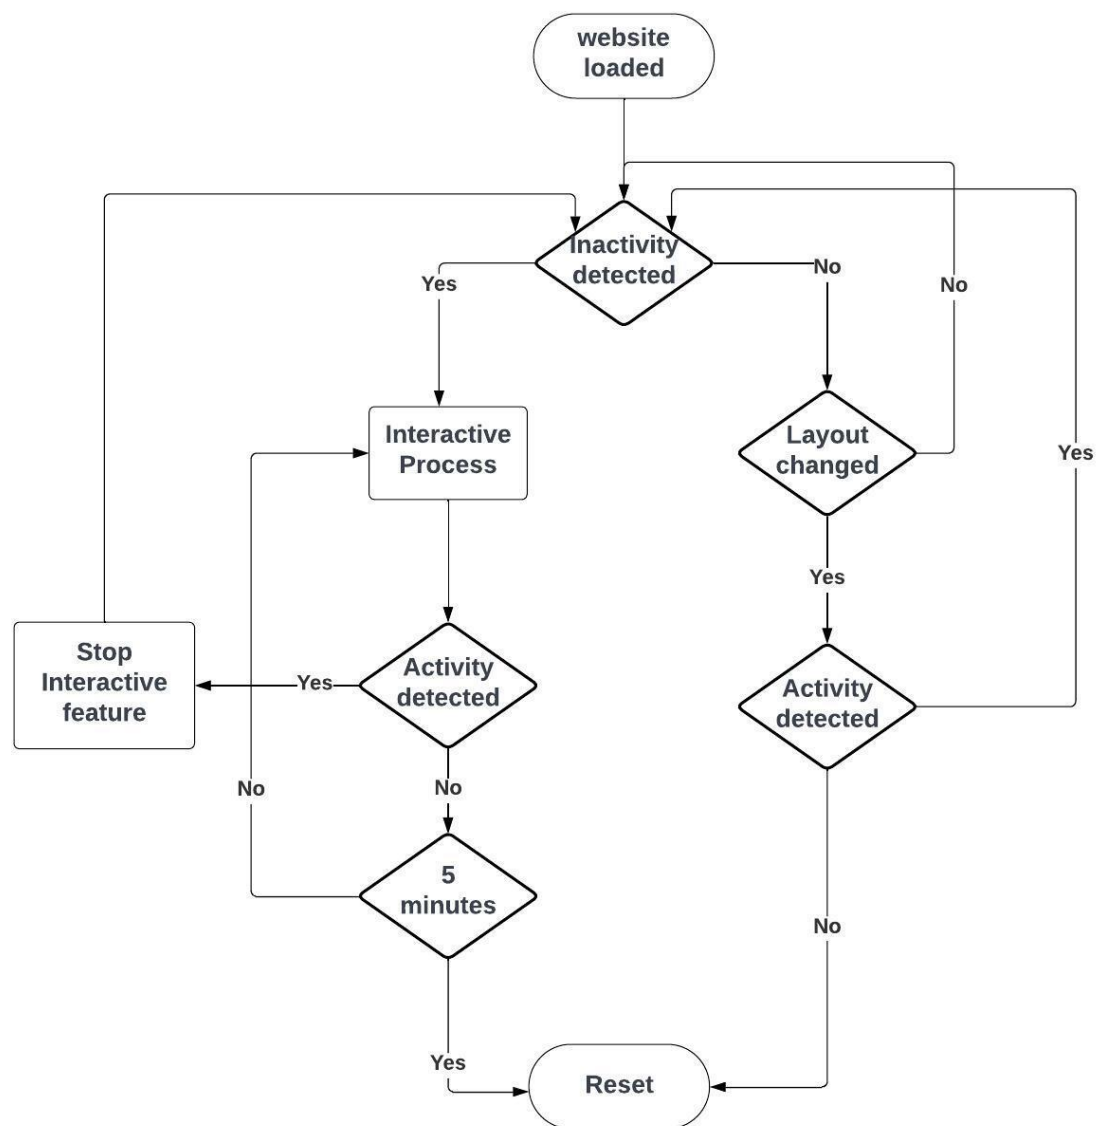 website
loaded
Inactivity
detected
No
Yes
No
Interactive
Process
Layout
changed
Yes
Yes
Stop
Interactive
feature
Activity
detected
Yes
Activity
detected
No
No
5
minutes
No
Yes
Reset